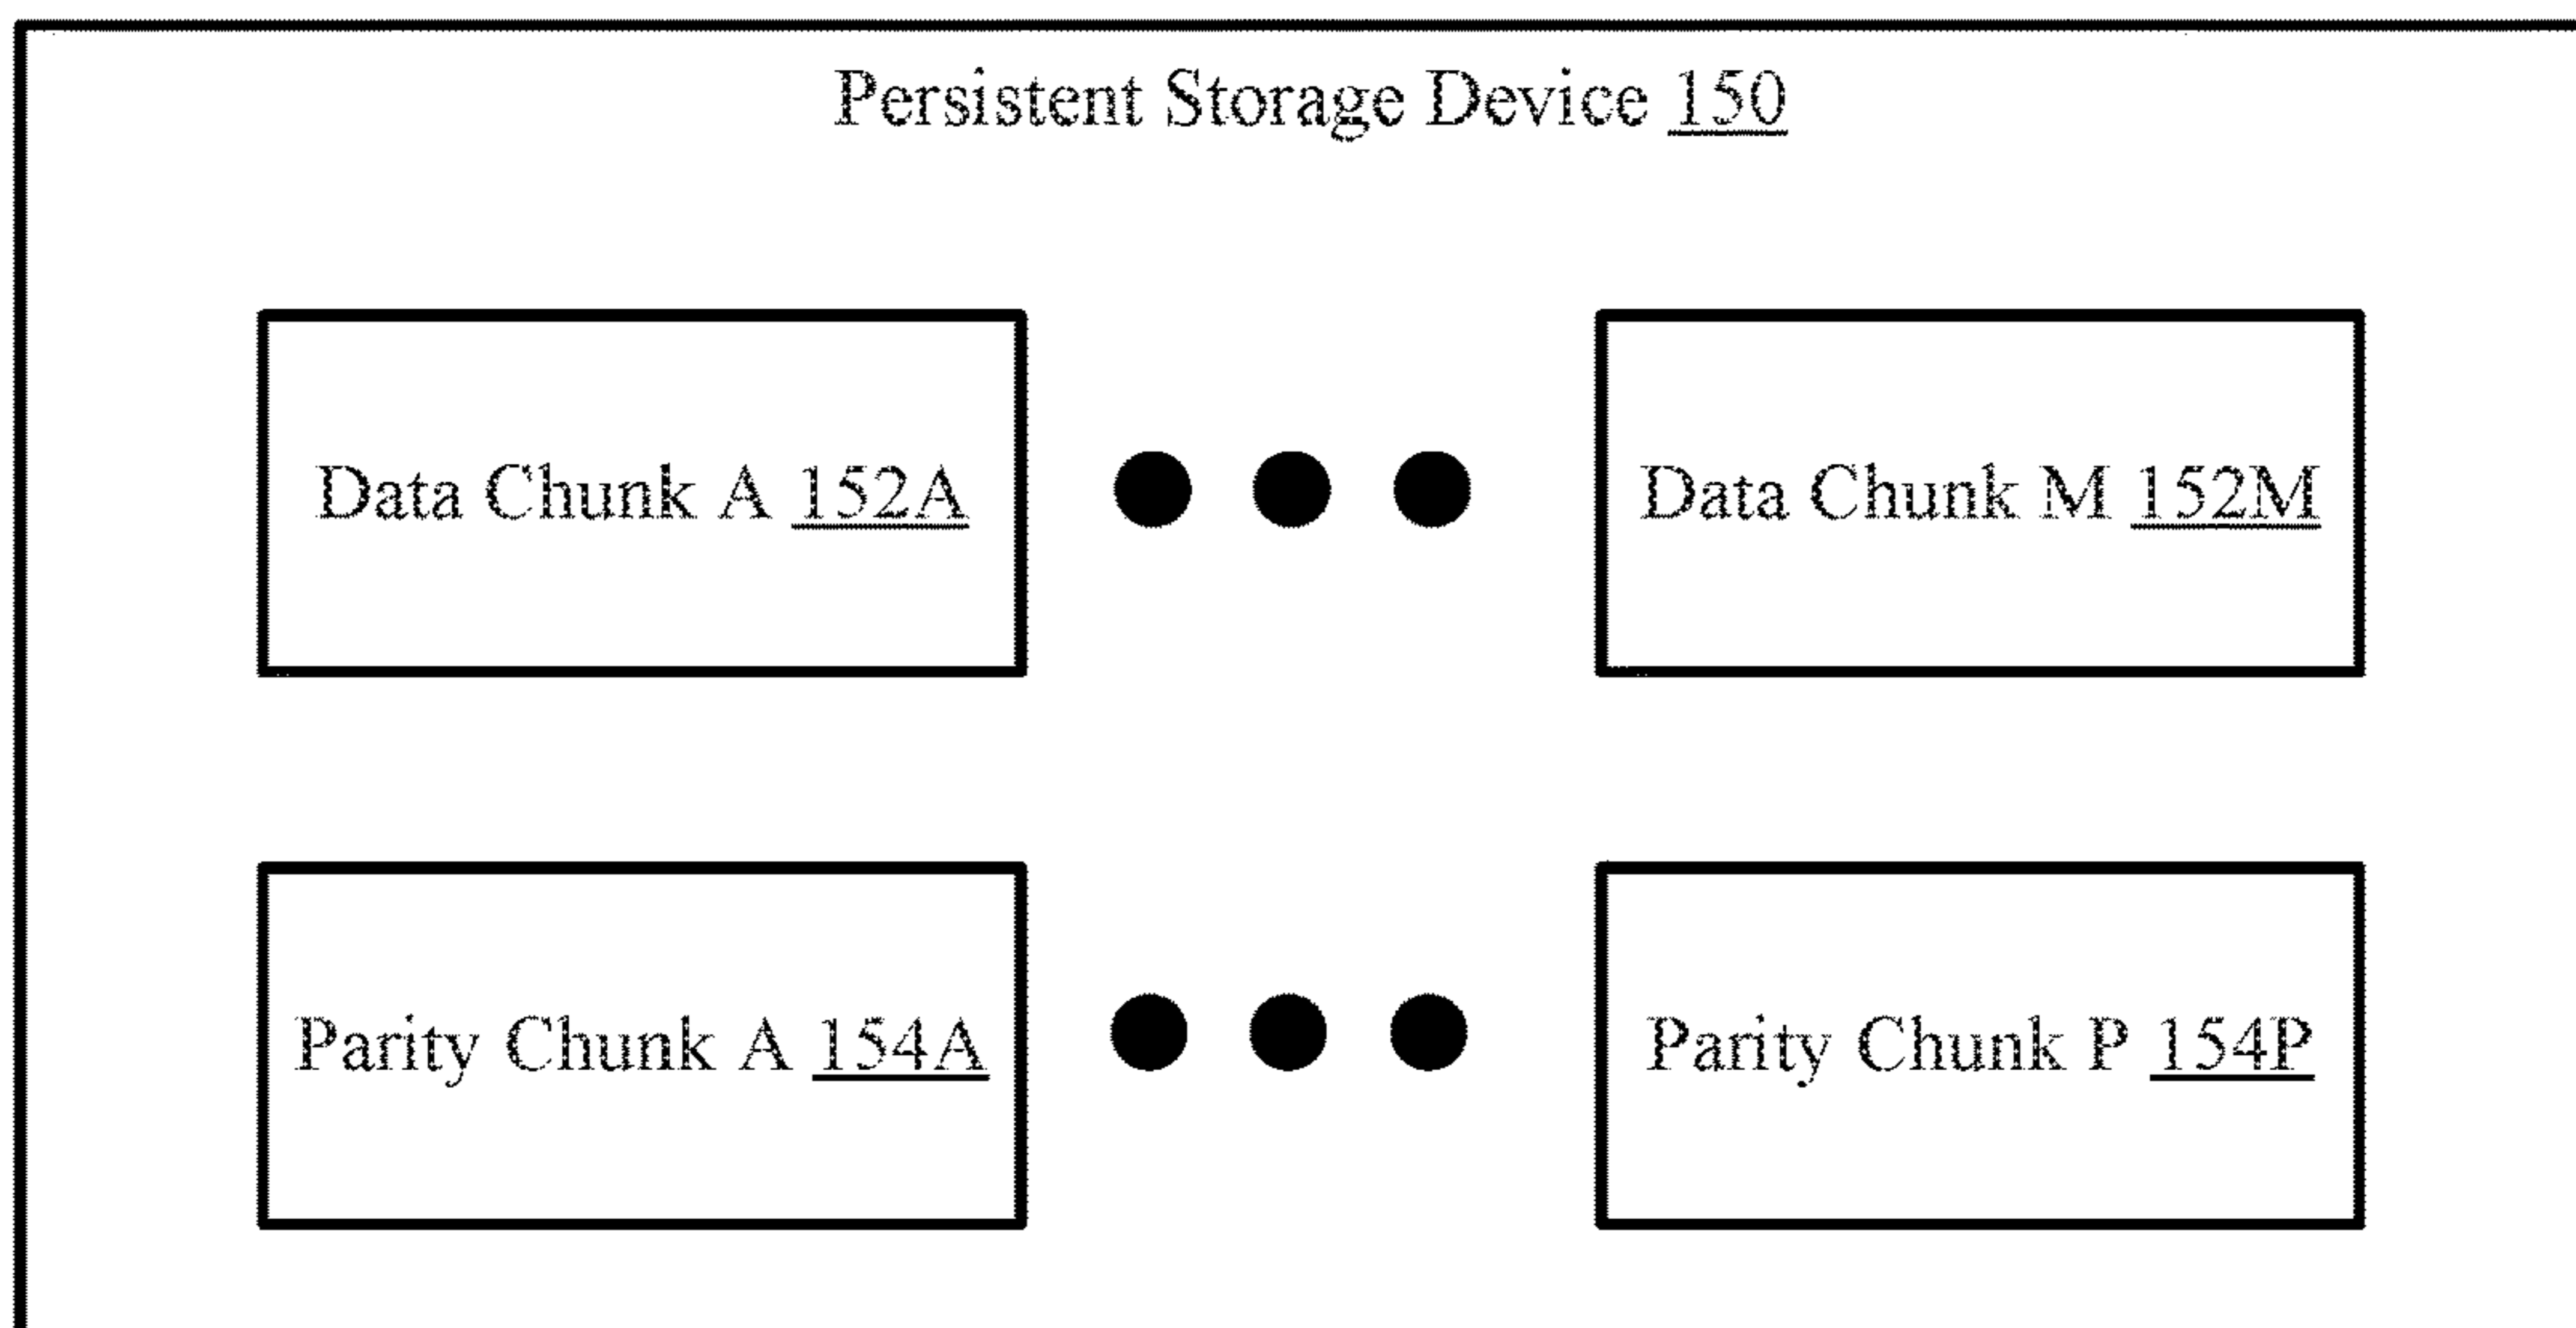 Persistent Storage Device 150
Data Chunk A 152A
Data Chunk M 152M
Parity Chunk A 154A
Parity Chunk P 154P